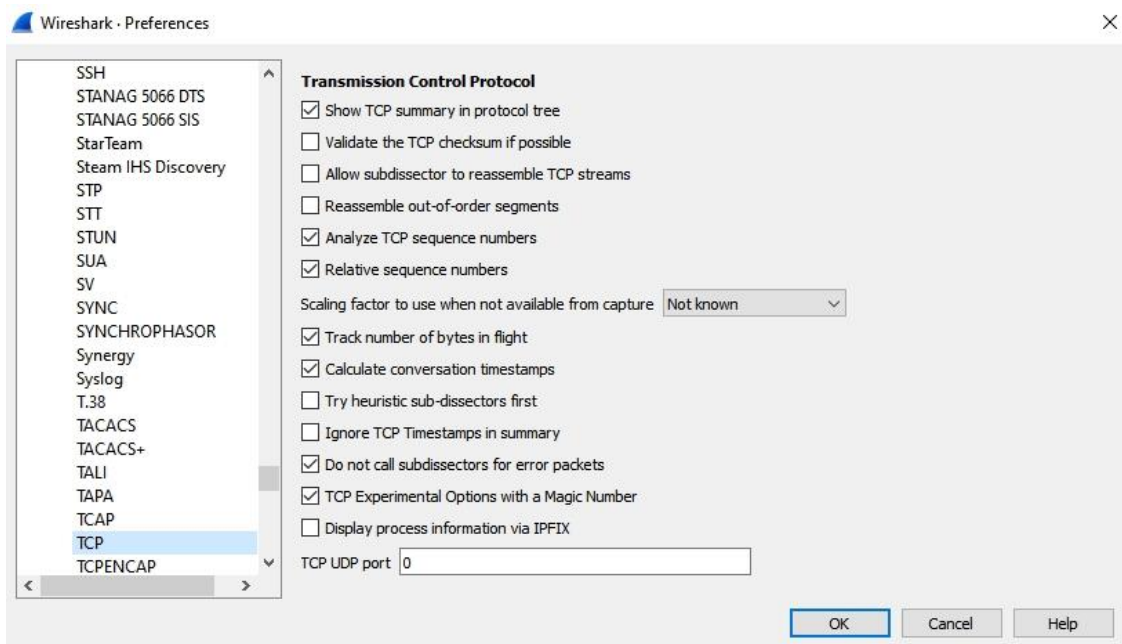 Wireshark · Preferences
SSH
STANAG 5066 DTS
STANAG 5066 SIS
StarTeam
Steam IHS Discovery
STP
STT
STUN
SUA
SV
SYNC
SYNCHROPHASOR
Synergy
Syslog
T.38
TACACS
TACACS+
TALI
TAPA
TCAP
TCP
TCPENCAP
Transmission Control Protocol
Show TCP summary in protocol tree
Validate the TCP checksum if possible
Allow subdissector to reassemble TCP streams
Reassemble out-of-order segments
Analyze TCP sequence numbers
Relative sequence numbers
Scaling factor to use when not available from capture Not known
Track number of bytes in flight
Calculate conversation timestamps
Try heuristic sub-dissectors first
Ignore TCP Timestamps in summary
Do not call subdissectors for error packets
TCP Experimental Options with a Magic Number
Display process information via IPFIX
TCP UDP port 0
OK Cancel Help